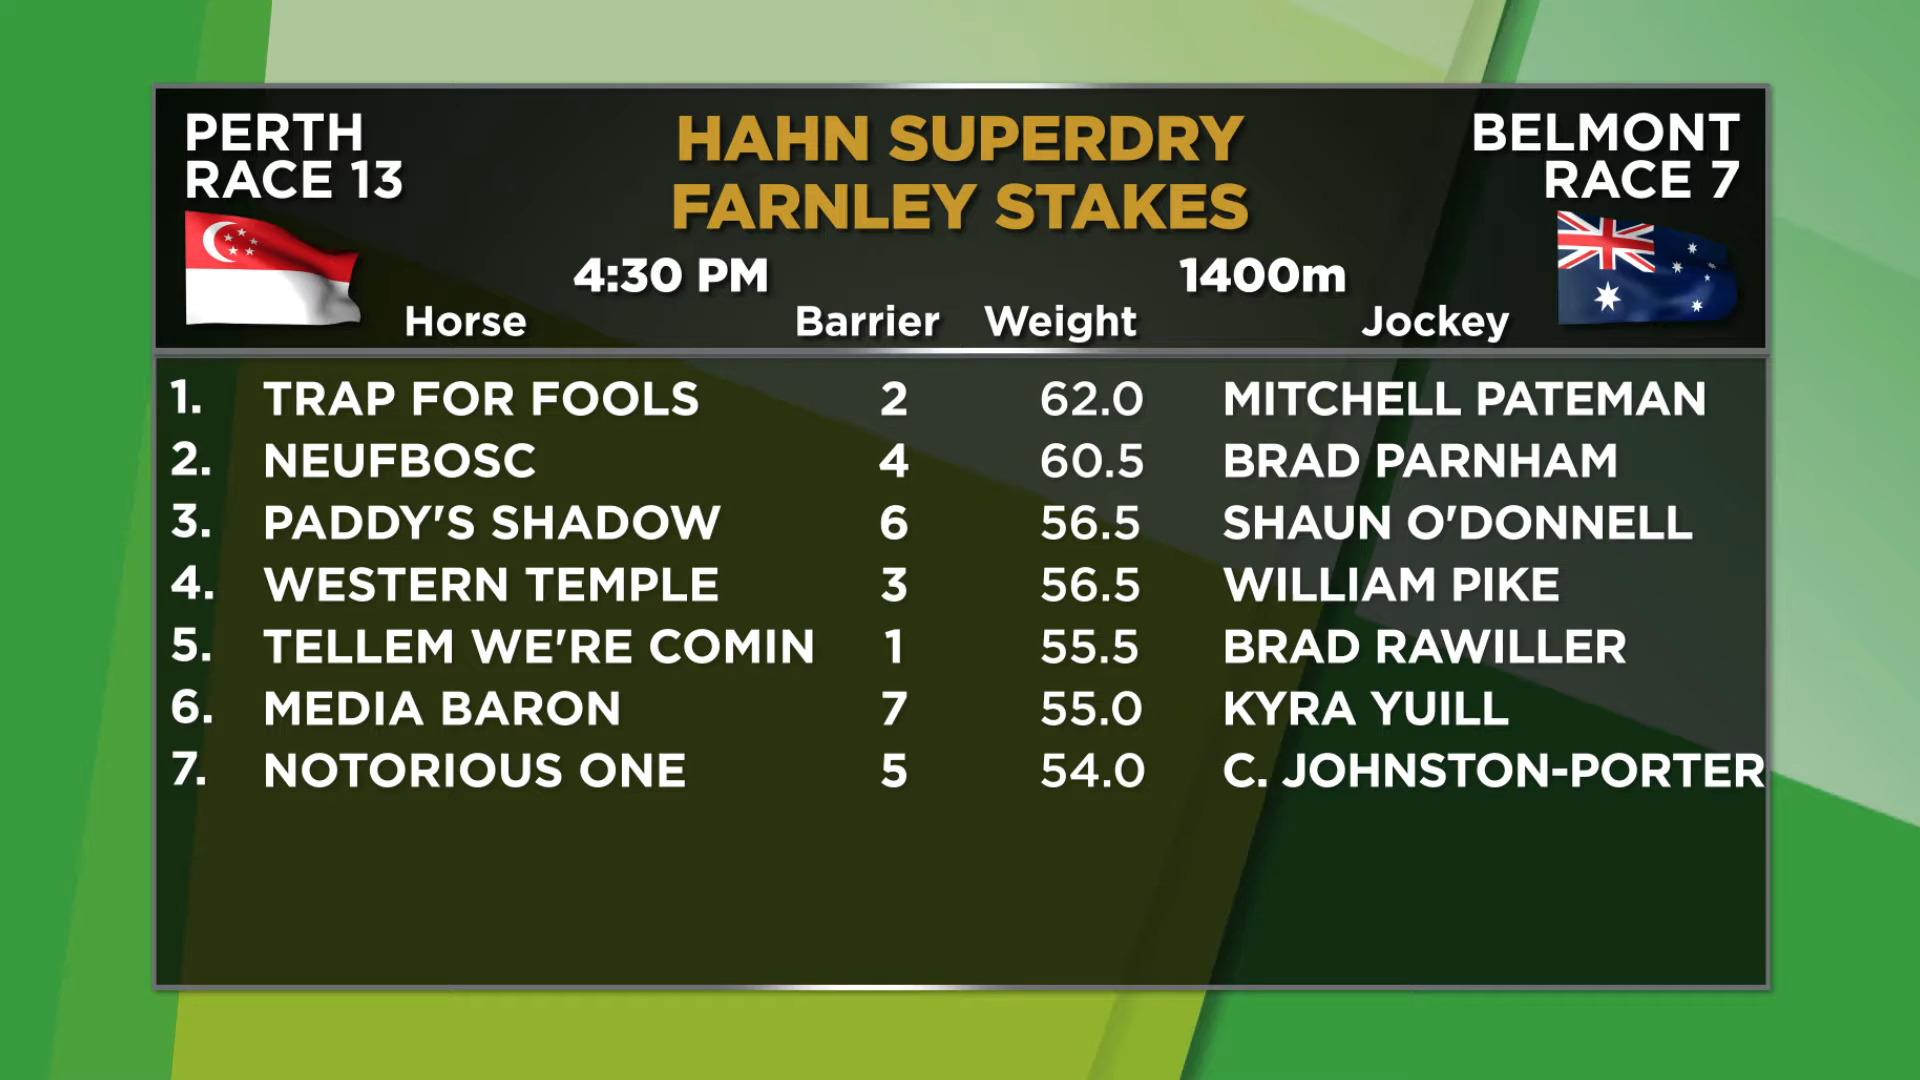 PERTH
RACE 13
HAHN SUPERDRY
FARNLEY STAKES
BELMONT
RACE 7
4:30 PM 1400m
Horse Barrier Weight Jockey
1. TRAP FOR FOOLS 2 62.0 MITCHELL PATEMAN
2. NEUFBOSC 4 60.5 BRAD PARNHAM
3. PADDY'S SHADOW 6 56.5 SHAUN O'DONNELL
4. WESTERN TEMPLE 3 56.5 WILLIAM PIKE
5. TELLEM WE'RE COMIN 1 55.5 BRAD RAWILLER
6. MEDIA BARON 7 55.0 KYRA YUILL
7. NOTORIOUS ONE 5 54.0 C. JOHNSTON-PORTER